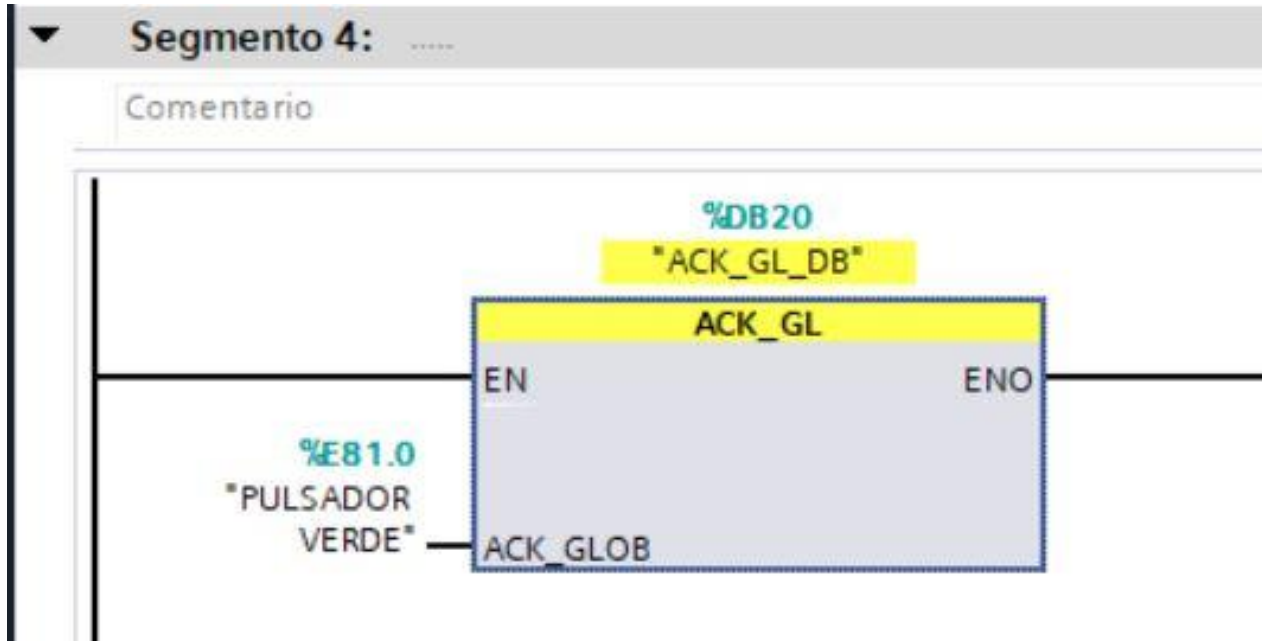 Segmento 4: .....
Comentario
%DB20
"ACK_GL_DB"
ACK_GL
EN ENO
%E81.0
"PULSADOR
VERDE"
ACK_GLOB